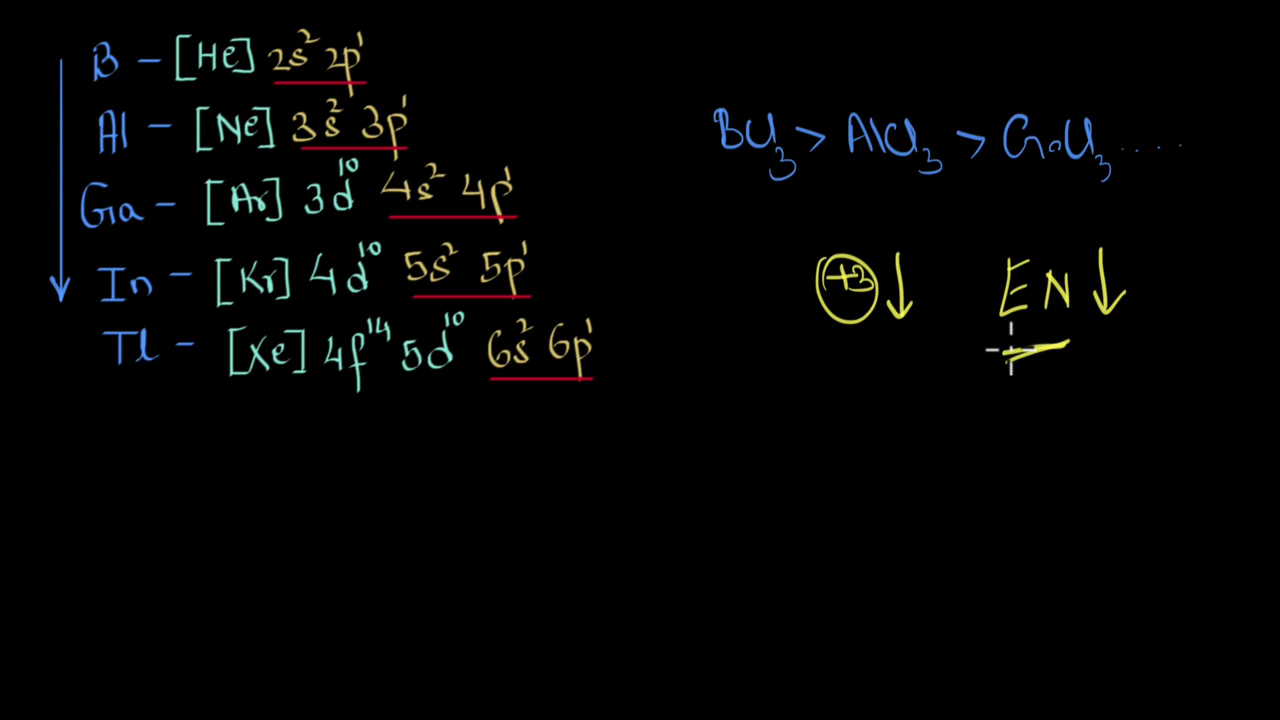 B - [He] 2s² 2p¹
Al - [Ne] 3s² 3p¹
Ga - [Ar] 3d¹⁰ 4s² 4p¹
In - [Kr] 4d¹⁰ 5s² 5p¹
Tl - [Xe] 4f¹⁴ 5d¹⁰ 6s² 6p¹
BCl₃ > AlCl₃ > GaCl₃ ....
+3 ↓ EN ↓